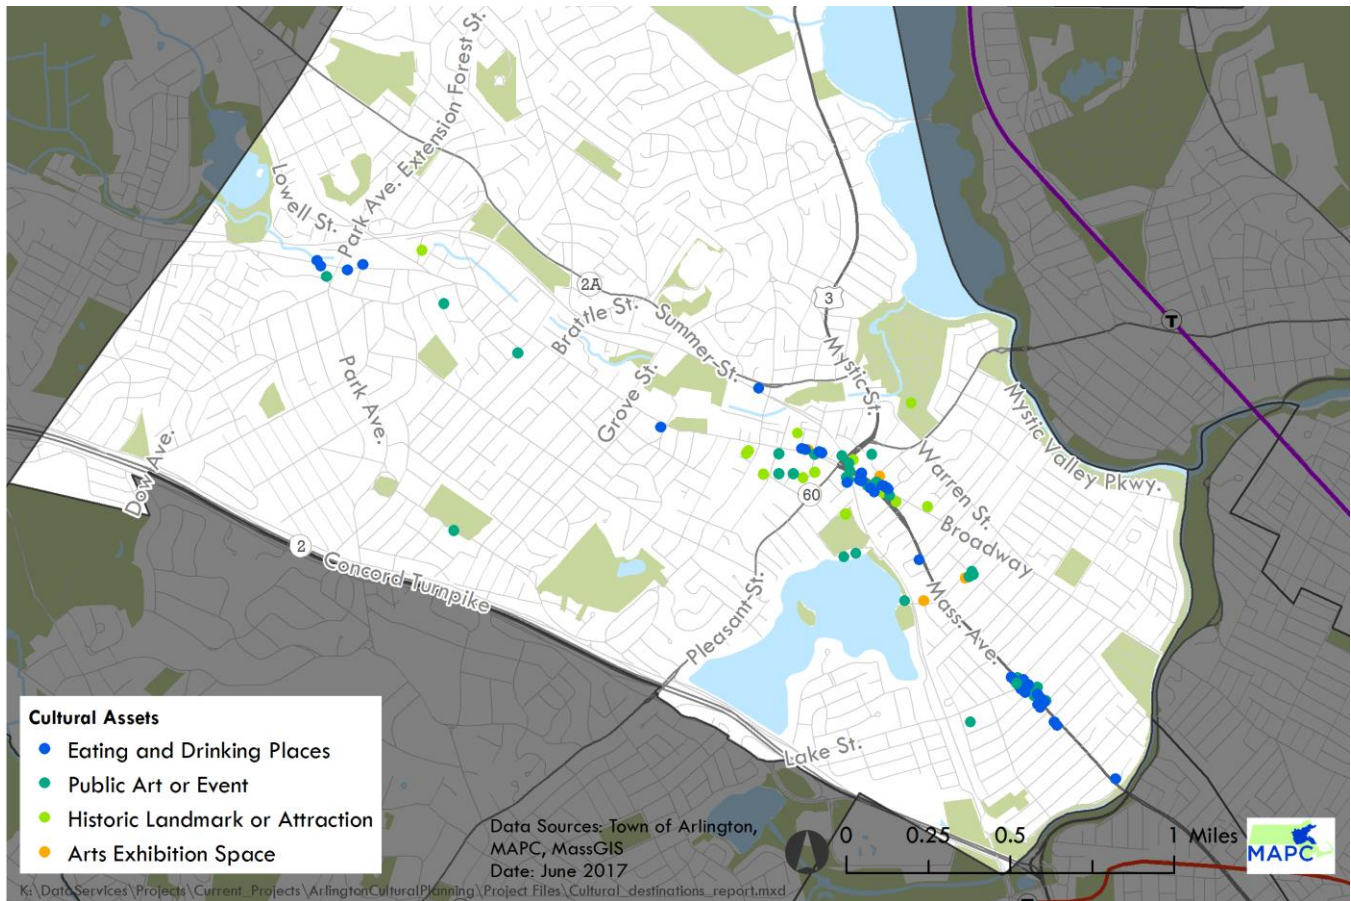 Park Ave. Extension Forest St.
Lowell St.
2A
Brattle St.
Summer St.
3
Mystic St.
T
Grove St.
Park Ave.
Mystic Valley Pkwy.
Warren St.
60
Broadway
Dow Ave.
2
Concord Turnpike
Pleasant St.
Mass. Ave.
Lake St.
Cultural Assets
Eating and Drinking Places
Public Art or Event
Historic Landmark or Attraction
Arts Exhibition Space
Data Sources: Town of Arlington,
MAPC, MassGIS
Date: June 2017
0 0.25 0.5 1 Miles
MAPC
K:\DataServices\Projects\Current_Projects\ArlingtonCulturalPlanning\Project Files\Cultural_destinations_report.mxd